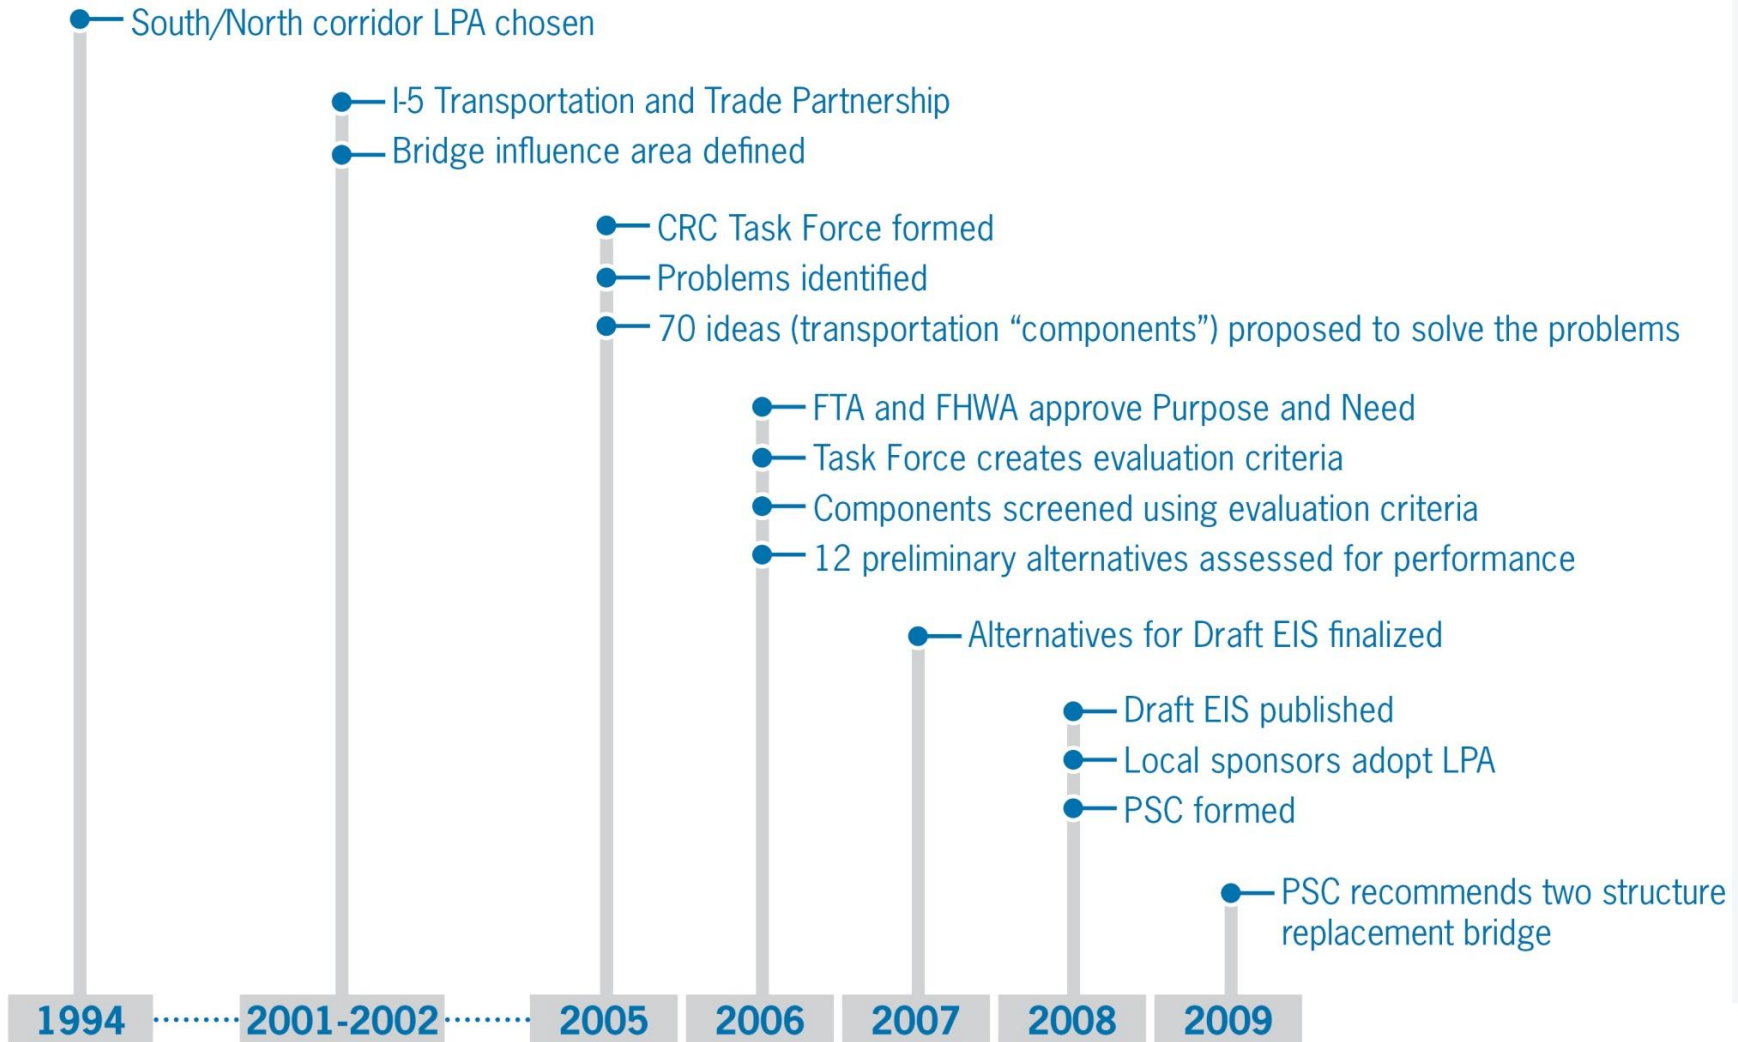 South/North corridor LPA chosen
I-5 Transportation and Trade Partnership
Bridge influence area defined
CRC Task Force formed
Problems identified
70 ideas (transportation “components”) proposed to solve the problems
FTA and FHWA approve Purpose and Need
Task Force creates evaluation criteria
Components screened using evaluation criteria
12 preliminary alternatives assessed for performance
Alternatives for Draft EIS finalized
Draft EIS published
Local sponsors adopt LPA
PSC formed
PSC recommends two structure
replacement bridge
1994 2001-2002 2005 2006 2007 2008 2009